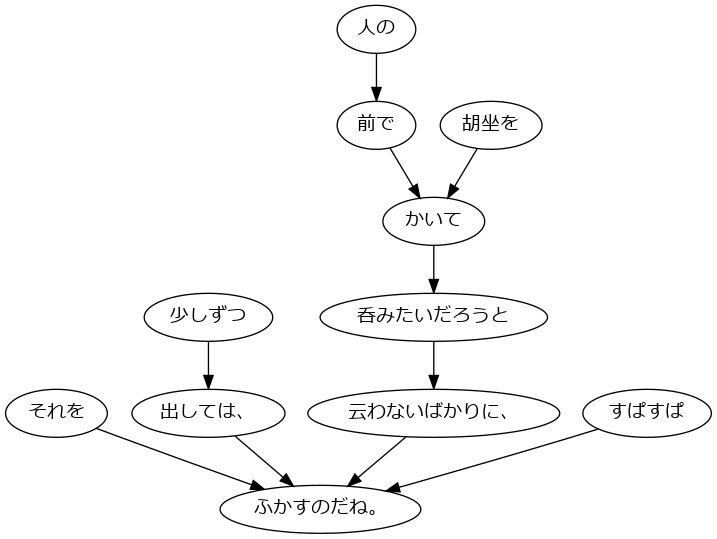 人の
前で
胡坐を
かいて
少しずつ
呑みたいだろうと
それを
出しては、
云わないばかりに、
すぱすぱ
ふかすのだね。